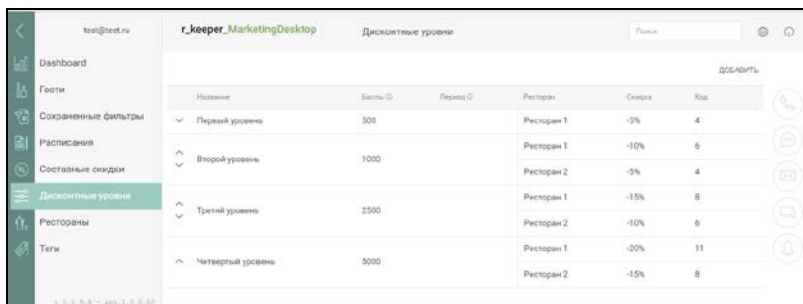 test@test.ru
r_keeper_MarketingDesktop
Дисконтные уровни
Поиск
Dashboard
Гости
Сохраненные фильтры
Расписания
Составные скидки
Дисконтные уровни
Рестораны
Теги
ДОБАВИТЬ
Название Баллы Период Ресторан Скидка Код
Первый уровень 500 Ресторан 1 -5% 4
Второй уровень 1000 Ресторан 1 -10% 6
Ресторан 2 -5% 4
Третий уровень 2500 Ресторан 1 -15% 8
Ресторан 2 -10% 6
Четвертый уровень 5000 Ресторан 1 -20% 11
Ресторан 2 -15% 8